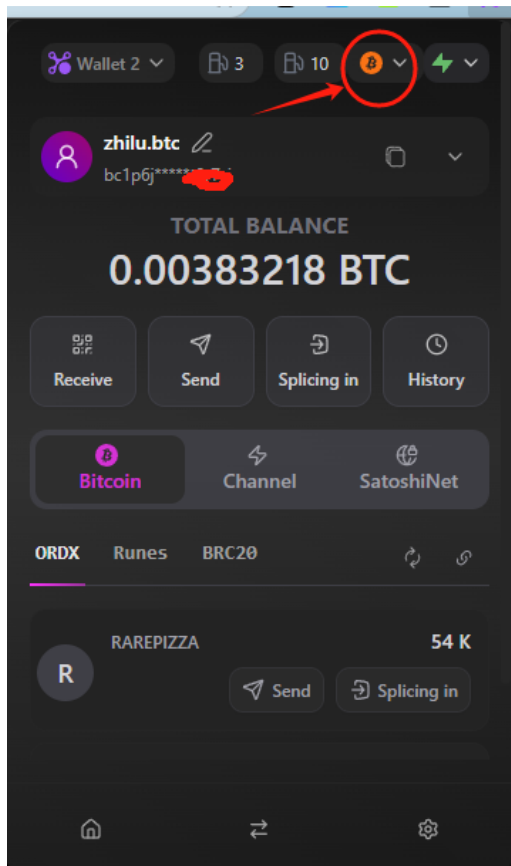 Wallet 2 3 10
zhilu.btc
bc1p6j*****
TOTAL BALANCE
0.00383218 BTC
Receive Send Splicing in History
Bitcoin Channel SatoshiNet
ORDX Runes BRC20
RAREPIZZA 54 K
R
Send Splicing in